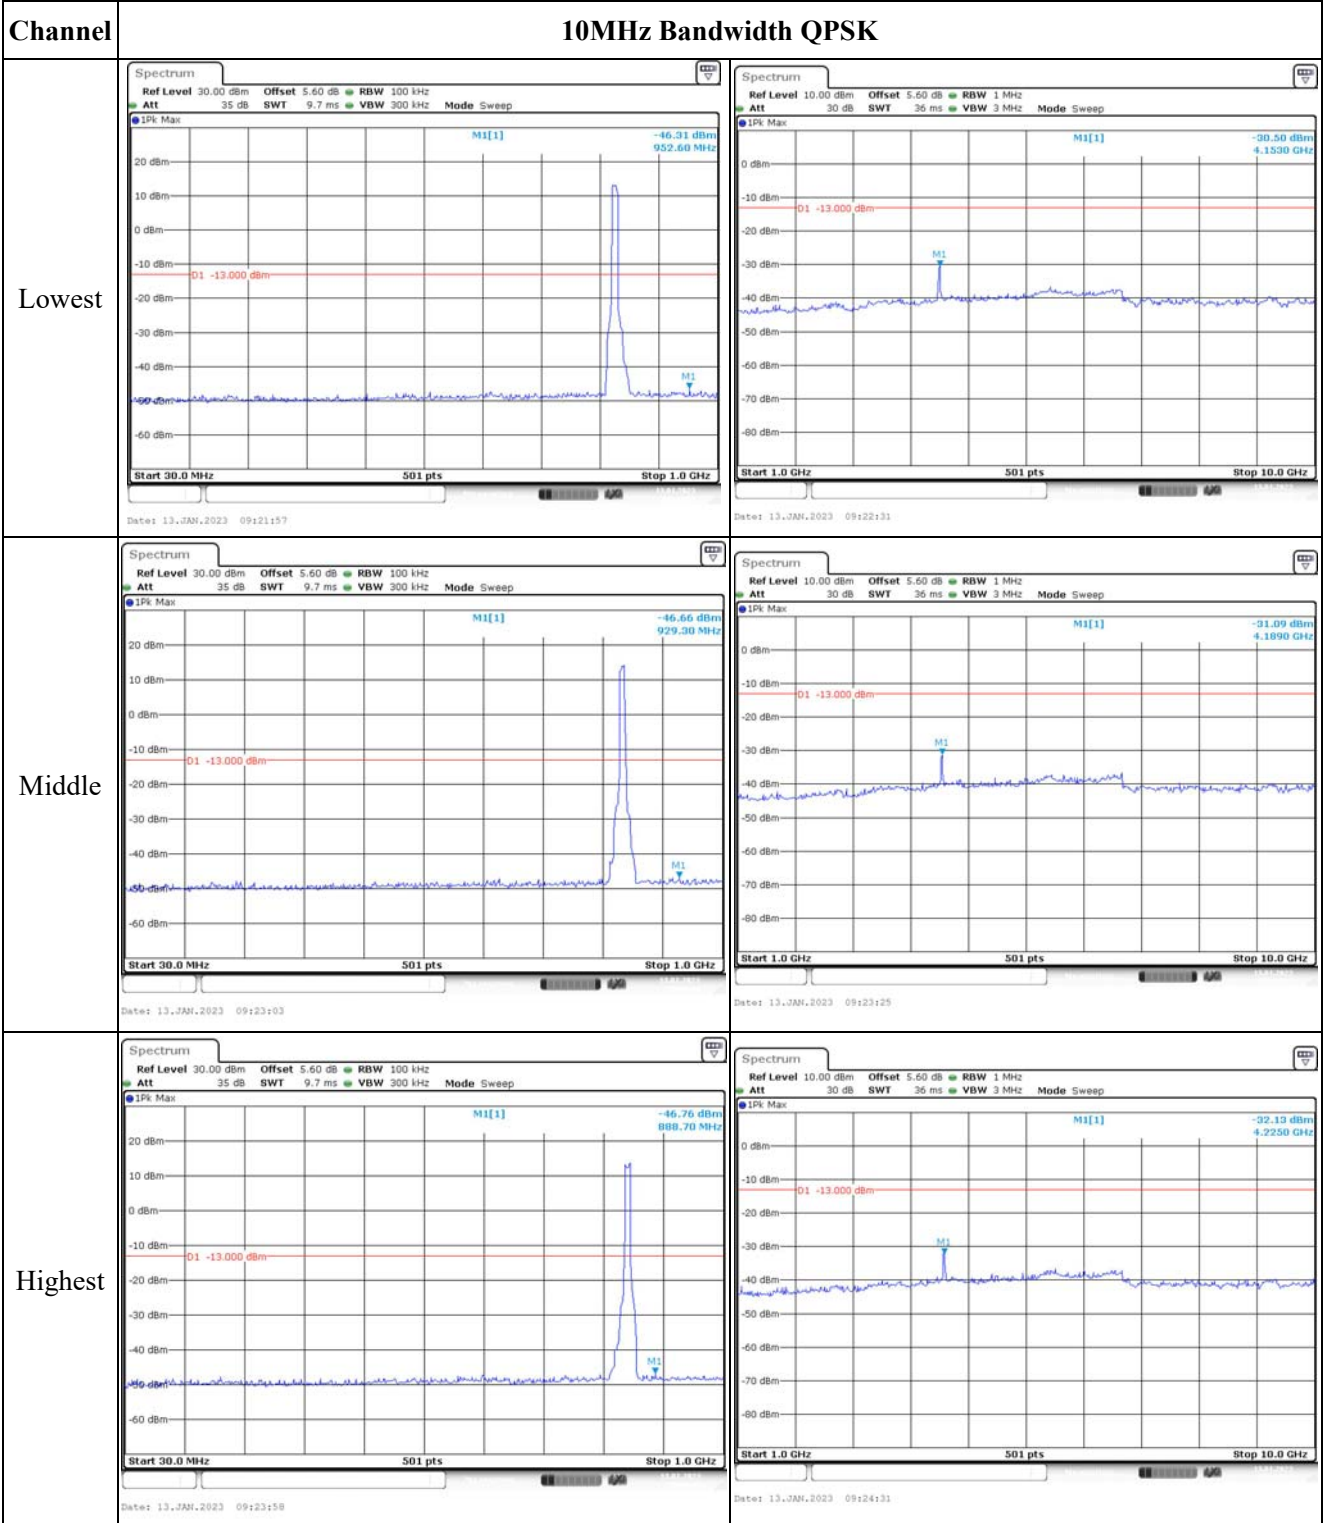 Channel 10MHz Bandwidth QPSK
Lowest
Spectrum
Ref Level 30.00 dBm Offset 5.60 dB RBW 100 kHz
Att 35 dB SWT 9.7 ms VBW 300 kHz Mode Sweep
1Pk Max
M1[1] -46.31 dBm
952.60 MHz
20 dBm
10 dBm
0 dBm
-10 dBm
D1 -13.000 dBm
-20 dBm
-30 dBm
-40 dBm
M1
-50 dBm
-60 dBm
Start 30.0 MHz 501 pts Stop 1.0 GHz
Date: 13.JAN.2023 09:21:57
Spectrum
Ref Level 10.00 dBm Offset 5.60 dB RBW 1 MHz
Att 30 dB SWT 36 ms VBW 3 MHz Mode Sweep
1Pk Max
M1[1] -30.50 dBm
4.1530 GHz
0 dBm
-10 dBm
D1 -13.000 dBm
-20 dBm
M1
-30 dBm
-40 dBm
-50 dBm
-60 dBm
-70 dBm
-80 dBm
Start 1.0 GHz 501 pts Stop 10.0 GHz
Date: 13.JAN.2023 09:22:31
Middle
Spectrum
Ref Level 30.00 dBm Offset 5.60 dB RBW 100 kHz
Att 35 dB SWT 9.7 ms VBW 300 kHz Mode Sweep
1Pk Max
M1[1] -46.66 dBm
929.30 MHz
20 dBm
10 dBm
0 dBm
-10 dBm
D1 -13.000 dBm
-20 dBm
-30 dBm
-40 dBm
M1
-50 dBm
-60 dBm
Start 30.0 MHz 501 pts Stop 1.0 GHz
Date: 13.JAN.2023 09:23:03
Spectrum
Ref Level 10.00 dBm Offset 5.60 dB RBW 1 MHz
Att 30 dB SWT 36 ms VBW 3 MHz Mode Sweep
1Pk Max
M1[1] -31.09 dBm
4.1890 GHz
0 dBm
-10 dBm
D1 -13.000 dBm
-20 dBm
M1
-30 dBm
-40 dBm
-50 dBm
-60 dBm
-70 dBm
-80 dBm
Start 1.0 GHz 501 pts Stop 10.0 GHz
Date: 13.JAN.2023 09:23:25
Highest
Spectrum
Ref Level 30.00 dBm Offset 5.60 dB RBW 100 kHz
Att 35 dB SWT 9.7 ms VBW 300 kHz Mode Sweep
1Pk Max
M1[1] -46.76 dBm
888.70 MHz
20 dBm
10 dBm
0 dBm
-10 dBm
D1 -13.000 dBm
-20 dBm
-30 dBm
-40 dBm
M1
-50 dBm
-60 dBm
Start 30.0 MHz 501 pts Stop 1.0 GHz
Date: 13.JAN.2023 09:23:58
Spectrum
Ref Level 10.00 dBm Offset 5.60 dB RBW 1 MHz
Att 30 dB SWT 36 ms VBW 3 MHz Mode Sweep
1Pk Max
M1[1] -32.13 dBm
4.2250 GHz
0 dBm
-10 dBm
D1 -13.000 dBm
-20 dBm
M1
-30 dBm
-40 dBm
-50 dBm
-60 dBm
-70 dBm
-80 dBm
Start 1.0 GHz 501 pts Stop 10.0 GHz
Date: 13.JAN.2023 09:24:31